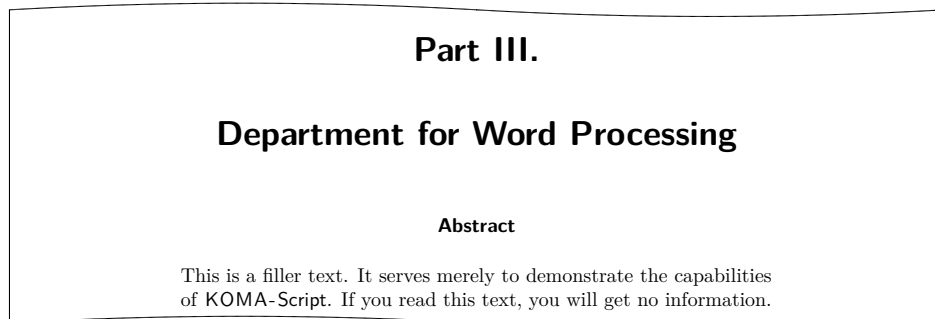 Part III.
Department for Word Processing
Abstract
This is a filler text. It serves merely to demonstrate the capabilities
of KOMA-Script. If you read this text, you will get no information.